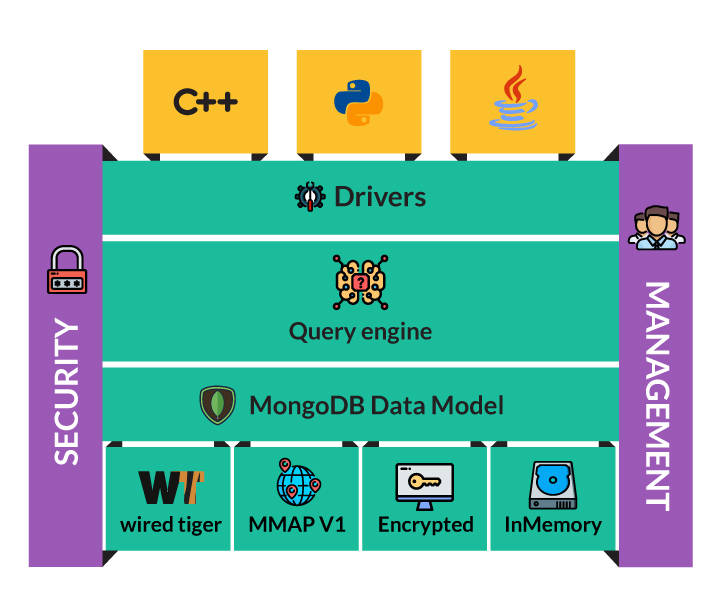 C++
Drivers
Query engine
SECURITY
MANAGEMENT
MongoDB Data Model
WT
wired tiger
MMAP V1
Encrypted
InMemory